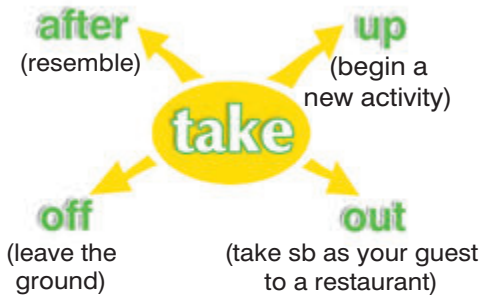 after
(resemble)
up
(begin a
new activity)
take
off
(leave the
ground)
out
(take sb as your guest
to a restaurant)